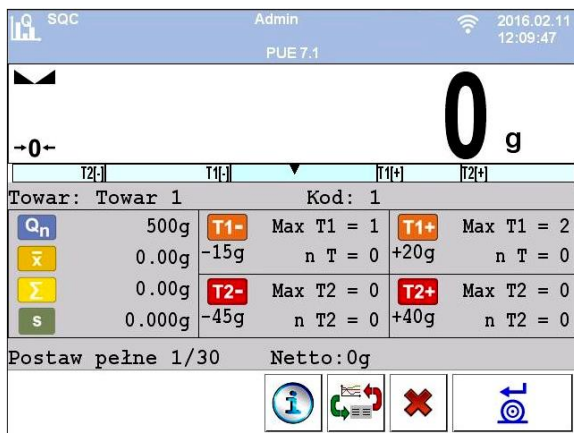 Q SQC Admin 2016.02.11
PUE 7.1 12:09:47
0 g
→0←
T2[-] T1[-] T1[+] T2[+]
Towar: Towar 1 Kod: 1
Qn 500g T1- Max T1 = 1 T1+ Max T1 = 2
x̄ 0.00g -15g n T = 0 +20g n T = 0
Σ 0.00g T2- Max T2 = 0 T2+ Max T2 = 0
s 0.000g -45g n T2 = 0 +40g n T2 = 0
Postaw pełne 1/30 Netto:0g